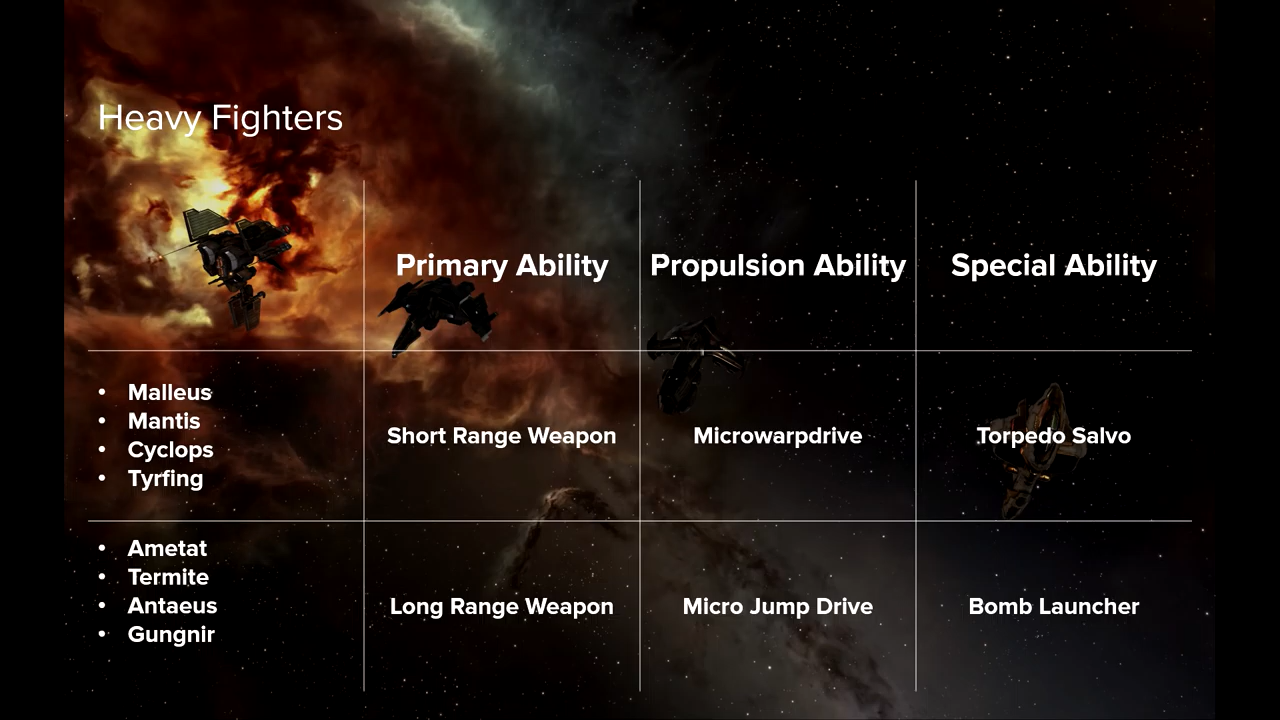 Heavy Fighters
Primary Ability
Propulsion Ability
Special Ability
• Malleus
• Mantis
• Cyclops
• Tyrfing
Short Range Weapon
Microwarpdrive
Torpedo Salvo
• Ametat
• Termite
• Antaeus
• Gungnir
Long Range Weapon
Micro Jump Drive
Bomb Launcher